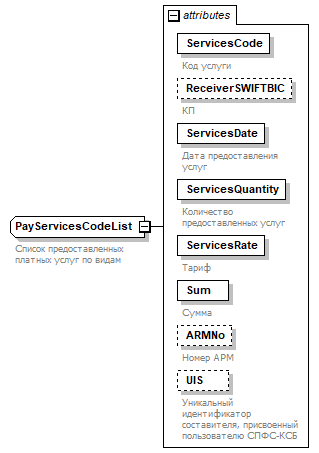 attributes
ServicesCode
Код услуги
ReceiverSWIFTBIC
КП
ServicesDate
Дата предоставления
услуг
ServicesQuantity
Количество
предоставленных услуг
PayServicesCodeList
Список предоставленных
платных услуг по видам
ServicesRate
Тариф
Sum
Сумма
ARMNo
Номер АРМ
UIS
Уникальный
идентификатор
составителя, присвоенный
пользователю СПФС-КСБ